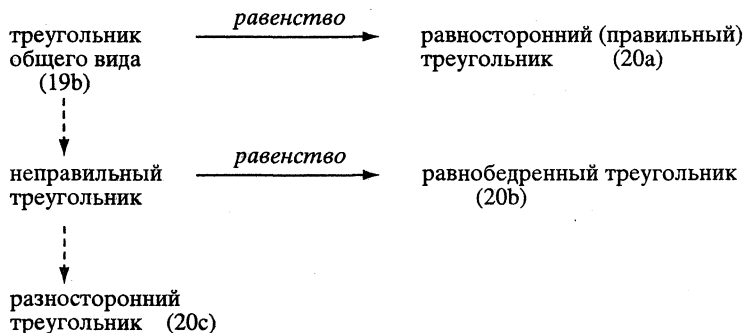 равенство
треугольник
общего вида
(19b)
равносторонний (правильный)
треугольник (20a)
равенство
неправильный
треугольник
равнобедренный треугольник
(20b)
разносторонний
треугольник (20c)